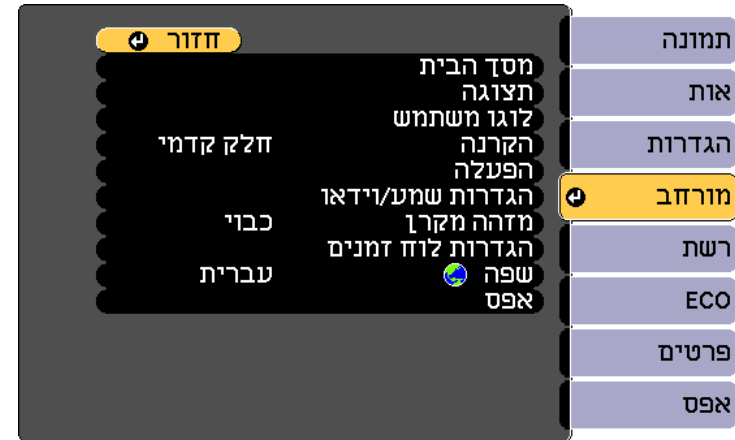 תמונה
אות
הגדרות
מורחב
רשת
ECO
פרטים
אפס
חזור
מסך הבית
תצוגה
לוגו משתמש
הקרנה חלק קדמי
הפעלה
הגדרות שמע/וידאו
מזהה מקרן כבוי
הגדרות לוח זמנים
שפה עברית
אפס